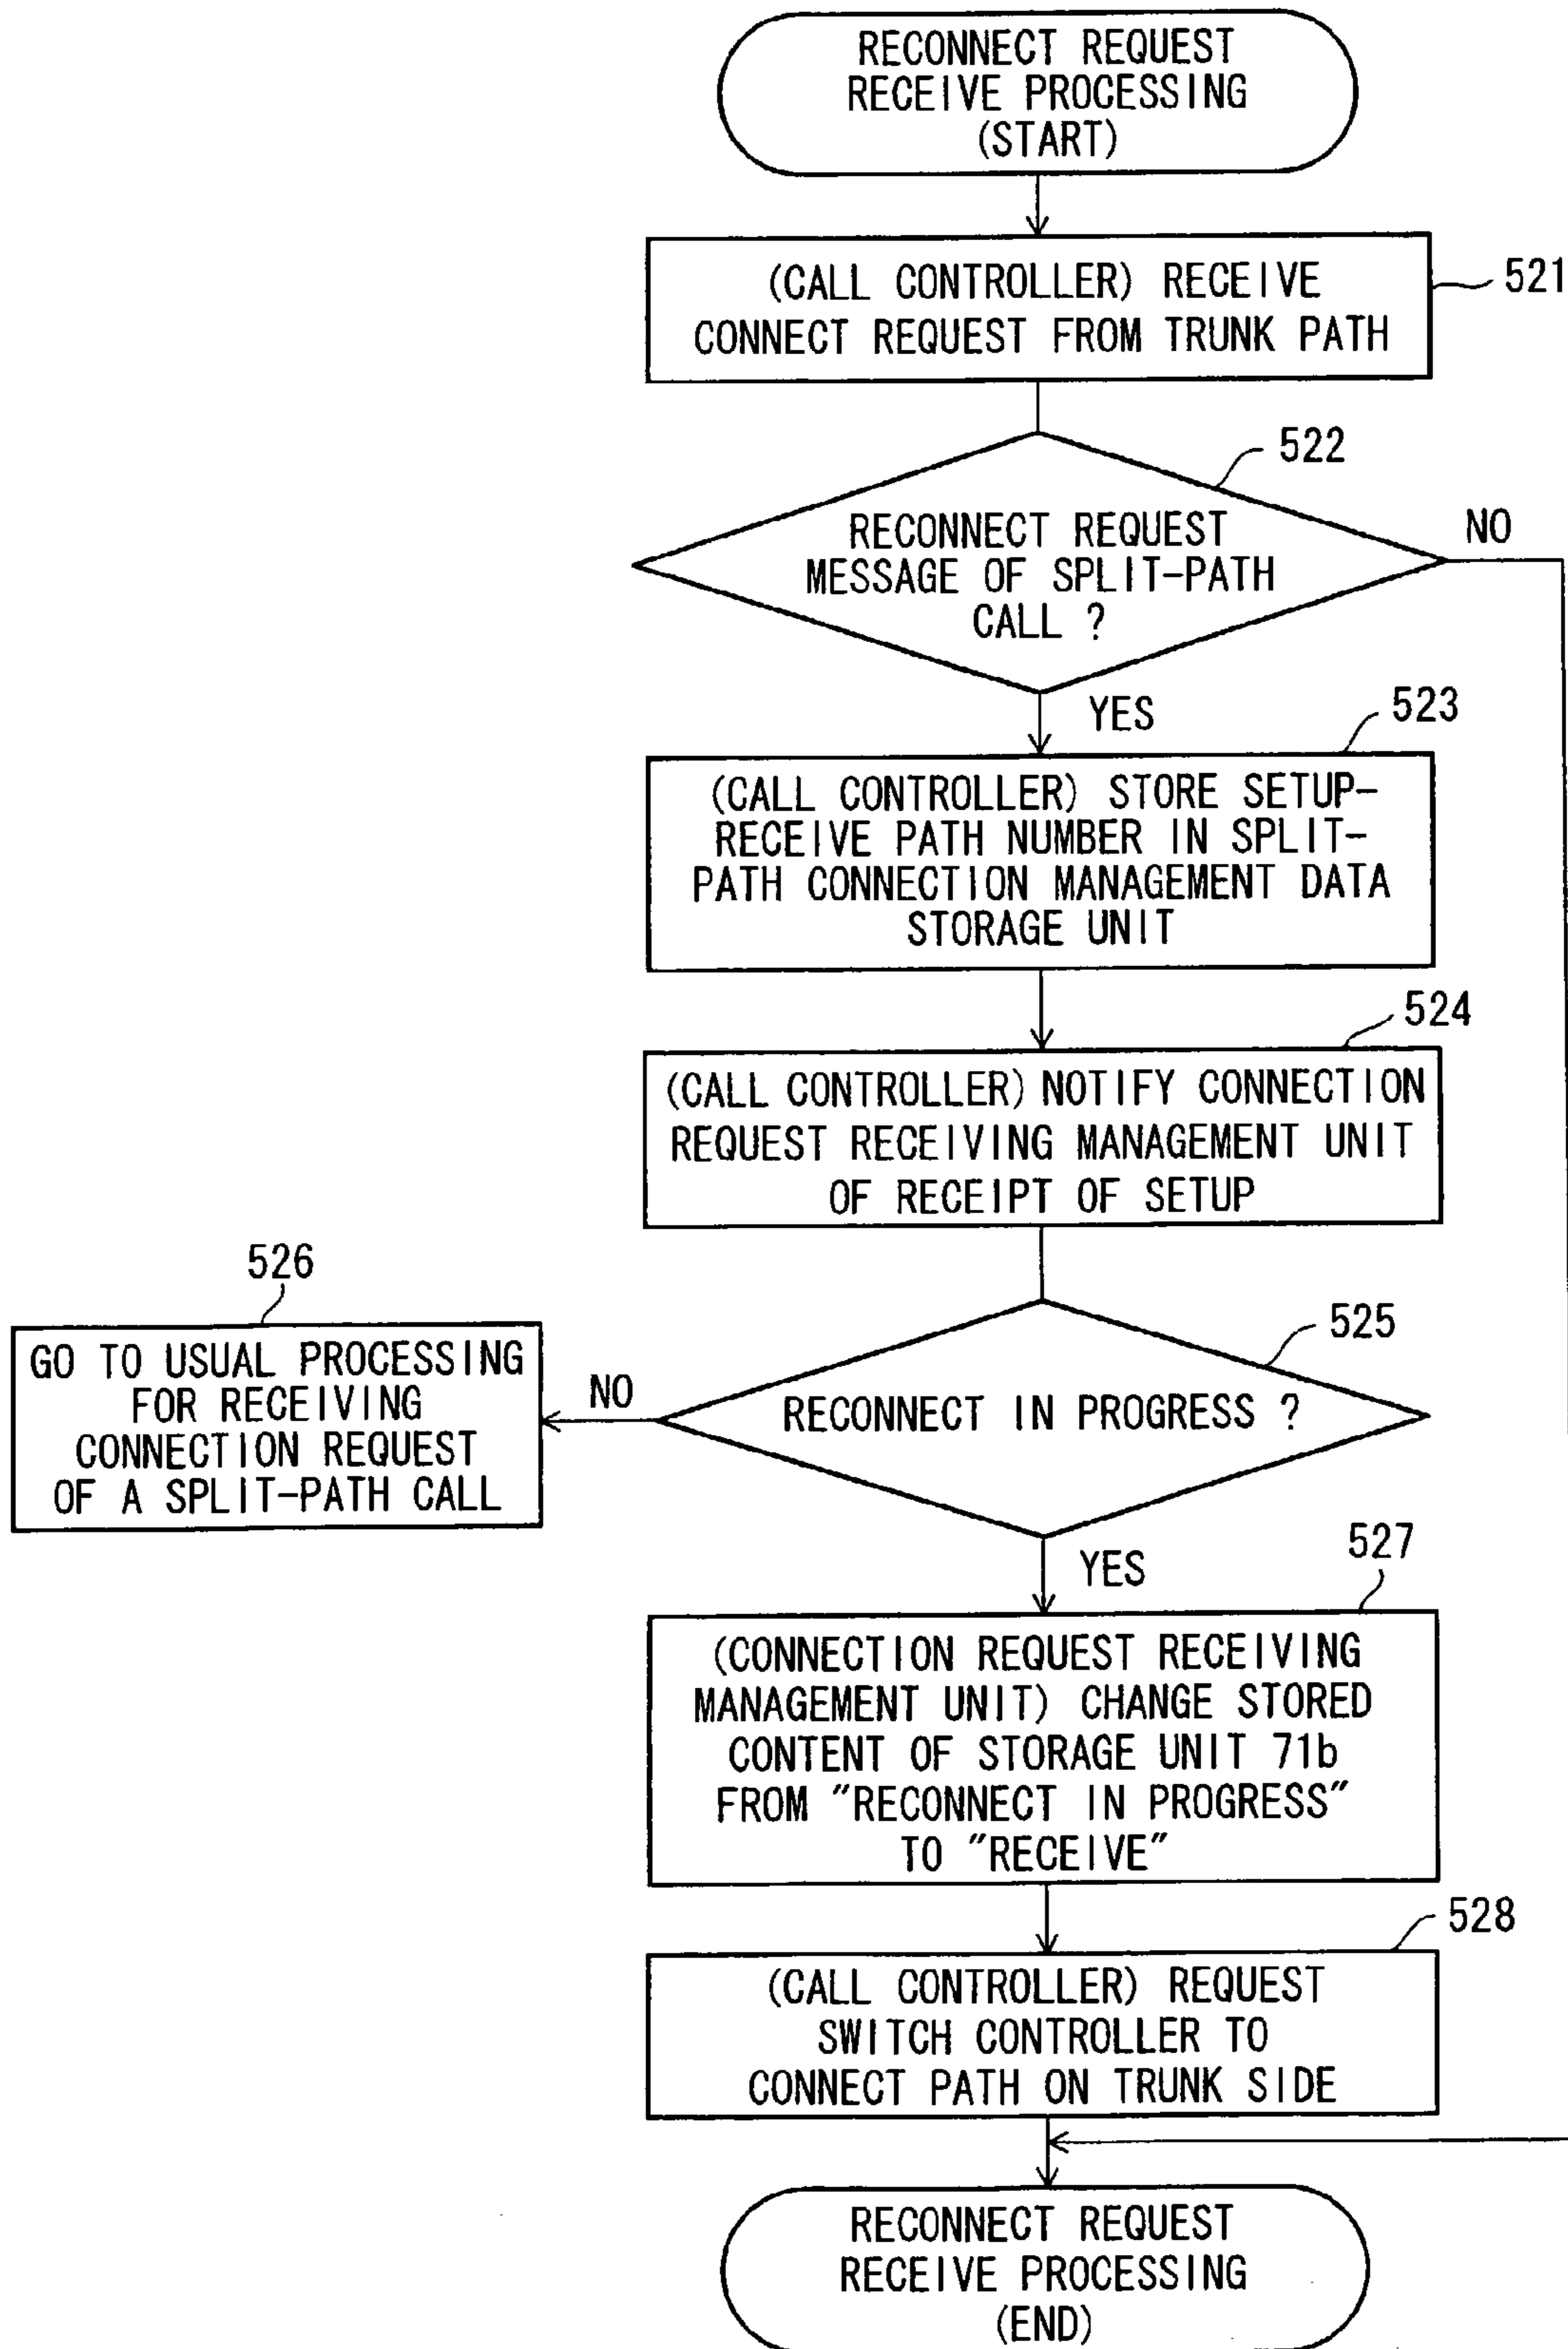 RECONNECT REQUEST
RECEIVE PROCESSING
(START)
(CALL CONTROLLER) RECEIVE
CONNECT REQUEST FROM TRUNK PATH
521
522
RECONNECT REQUEST
MESSAGE OF SPLIT-PATH
CALL ?
NO
YES
523
(CALL CONTROLLER) STORE SETUP-
RECEIVE PATH NUMBER IN SPLIT-
PATH CONNECTION MANAGEMENT DATA
STORAGE UNIT
524
(CALL CONTROLLER) NOTIFY CONNECTION
REQUEST RECEIVING MANAGEMENT UNIT
OF RECEIPT OF SETUP
525
RECONNECT IN PROGRESS ?
NO
526
GO TO USUAL PROCESSING
FOR RECEIVING
CONNECTION REQUEST
OF A SPLIT-PATH CALL
YES
527
(CONNECTION REQUEST RECEIVING
MANAGEMENT UNIT) CHANGE STORED
CONTENT OF STORAGE UNIT 71b
FROM "RECONNECT IN PROGRESS"
TO "RECEIVE"
528
(CALL CONTROLLER) REQUEST
SWITCH CONTROLLER TO
CONNECT PATH ON TRUNK SIDE
RECONNECT REQUEST
RECEIVE PROCESSING
(END)